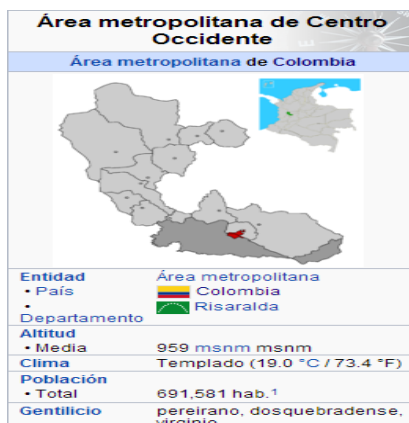 Área metropolitana de Centro
Occidente
Área metropolitana de Colombia
Entidad Área metropolitana
• País Colombia
•
Departamento Risaralda
Altitud
• Media 959 msnm msnm
Clima Templado (19.0 °C / 73.4 °F)
Población
• Total 691,581 hab.¹
Gentilicio pereirano, dosquebradense,
virginio